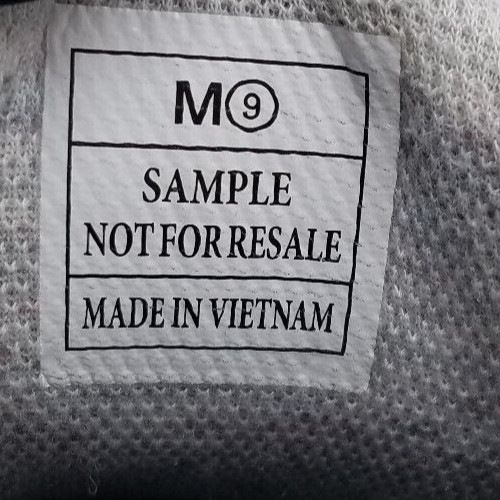 M⑨
SAMPLE
NOT FOR RESALE
MADE IN VIETNAM